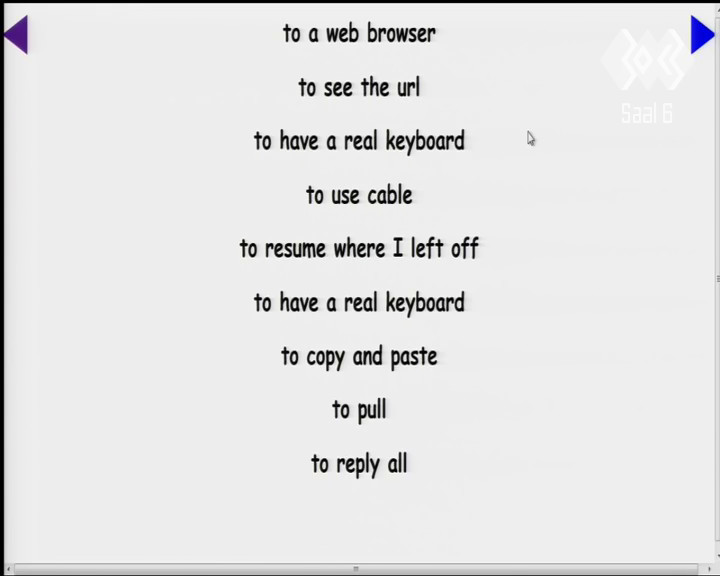 to a web browser
to see the url
Saal 6
to have a real keyboard
to use cable
to resume where I left off
to have a real keyboard
to copy and paste
to pull
to reply all